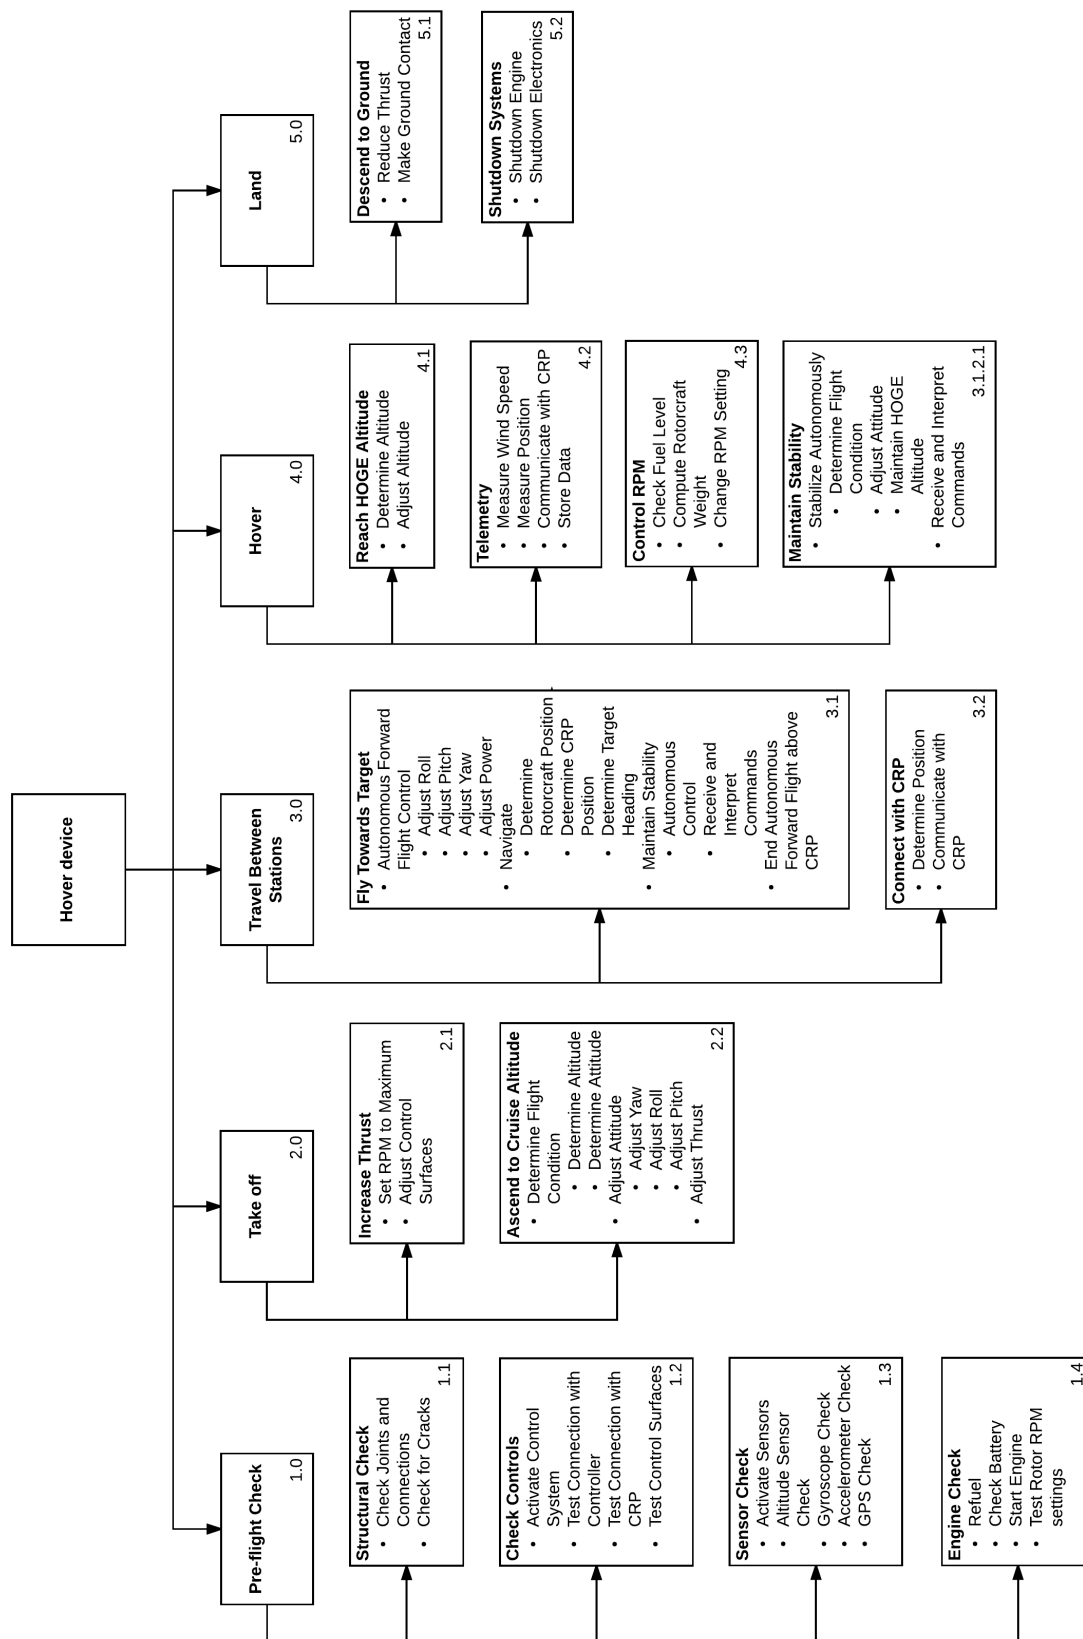 Hover device
Pre-flight Check
1.0
Structural Check
• Check Joints and
Connections
• Check for Cracks
1.1
Check Controls
• Activate Control
System
• Test Connection with
Controller
• Test Connection with
CRP
• Test Control Surfaces
1.2
Sensor Check
• Activate Sensors
• Altitude Sensor
Check
• Gyroscope Check
• Accelerometer Check
• GPS Check
1.3
Engine Check
• Refuel
• Check Battery
• Start Engine
• Test Rotor RPM
settings
1.4
Take off
2.0
Increase Thrust
• Set RPM to Maximum
• Adjust Control
Surfaces
2.1
Ascend to Cruise Altitude
• Determine Flight
Condition
• Determine Altitude
• Determine Attitude
• Adjust Attitude
• Adjust Yaw
• Adjust Roll
• Adjust Pitch
• Adjust Thrust
2.2
Travel Between
Stations
3.0
Fly Towards Target
• Autonomous Forward
Flight Control
• Adjust Roll
• Adjust Pitch
• Adjust Yaw
• Adjust Power
• Navigate
• Determine
Rotorcraft Position
• Determine CRP
Position
• Determine Target
Heading
• Maintain Stability
• Autonomous
Control
• Receive and
Interpret
Commands
• End Autonomous
Forward Flight above
CRP
3.1
Connect with CRP
• Determine Position
• Communicate with
CRP
3.2
Hover
4.0
Reach HOGE Altitude
• Determine Altitude
• Adjust Altitude
4.1
Telemetry
• Measure Wind Speed
• Measure Position
• Communicate with CRP
• Store Data
4.2
Control RPM
• Check Fuel Level
• Compute Rotorcraft
Weight
• Change RPM Setting
4.3
Maintain Stability
• Stabilize Autonomously
• Determine Flight
Condition
• Adjust Attitude
• Maintain HOGE
Altitude
• Receive and Interpret
Commands
3.1.2.1
Land
5.0
Descend to Ground
• Reduce Thrust
• Make Ground Contact
5.1
Shutdown Systems
• Shutdown Engine
• Shutdown Electronics
5.2